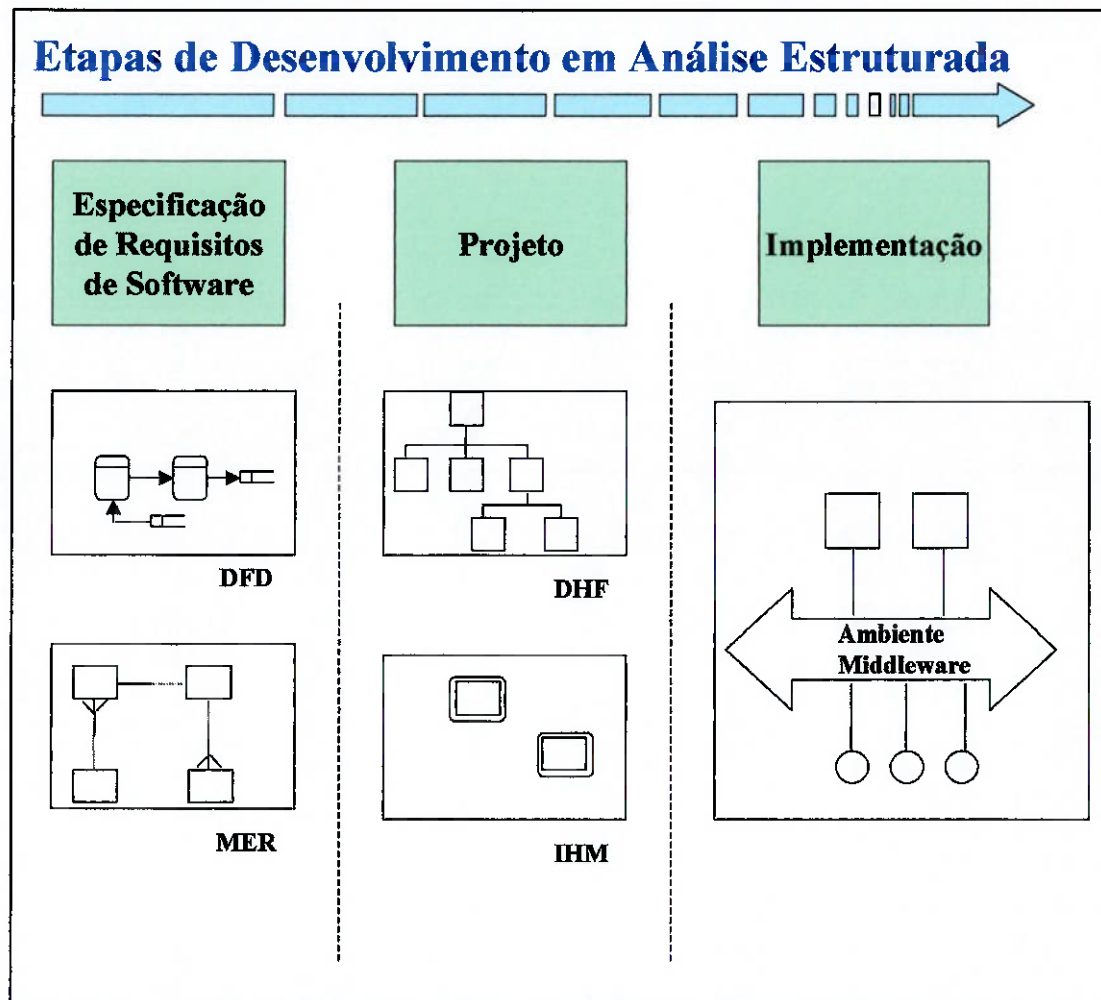 Etapas de Desenvolvimento em Análise Estruturada
Especificação
de Requisitos
de Software
Projeto
Implementação
DFD
DHF
Ambiente
Middleware
MER
IHM